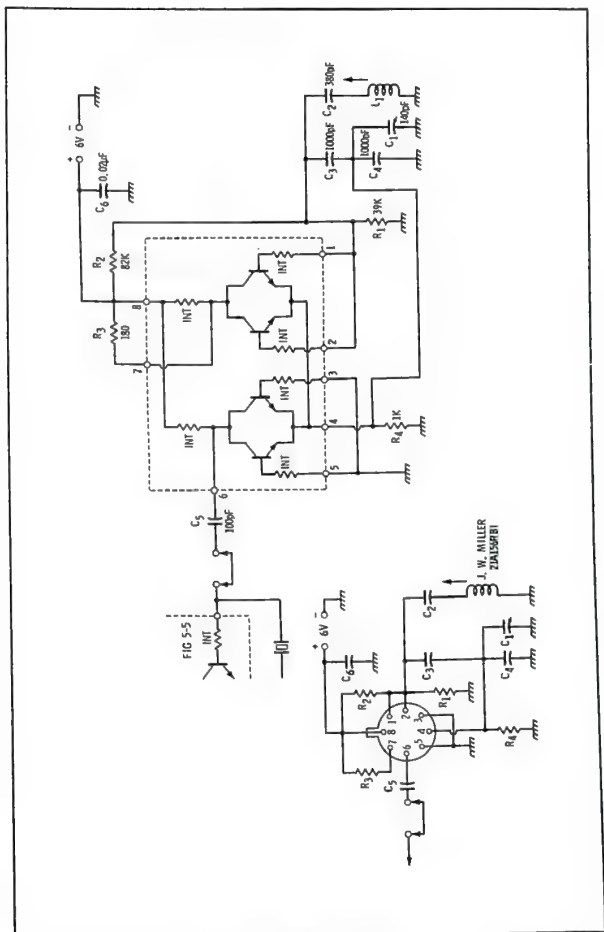 + 6V −
C6 0.02µF
R2
82K
R3
180
8
7
INT
INT
INT
INT
INT
INT
1
2
3
4
5
6
C5
100pF
FIG 5-5
INT
R1 39K
R4 1K
C3 1000pF
C2 380pF
L1
C4 1000pF
C1 140pF
+ 6V −
C6
R2
R3
R1
R4
C5
1
2
3
4
5
6
7
8
C2
C3
C1
C4
J. W. MILLER
21A156RBI